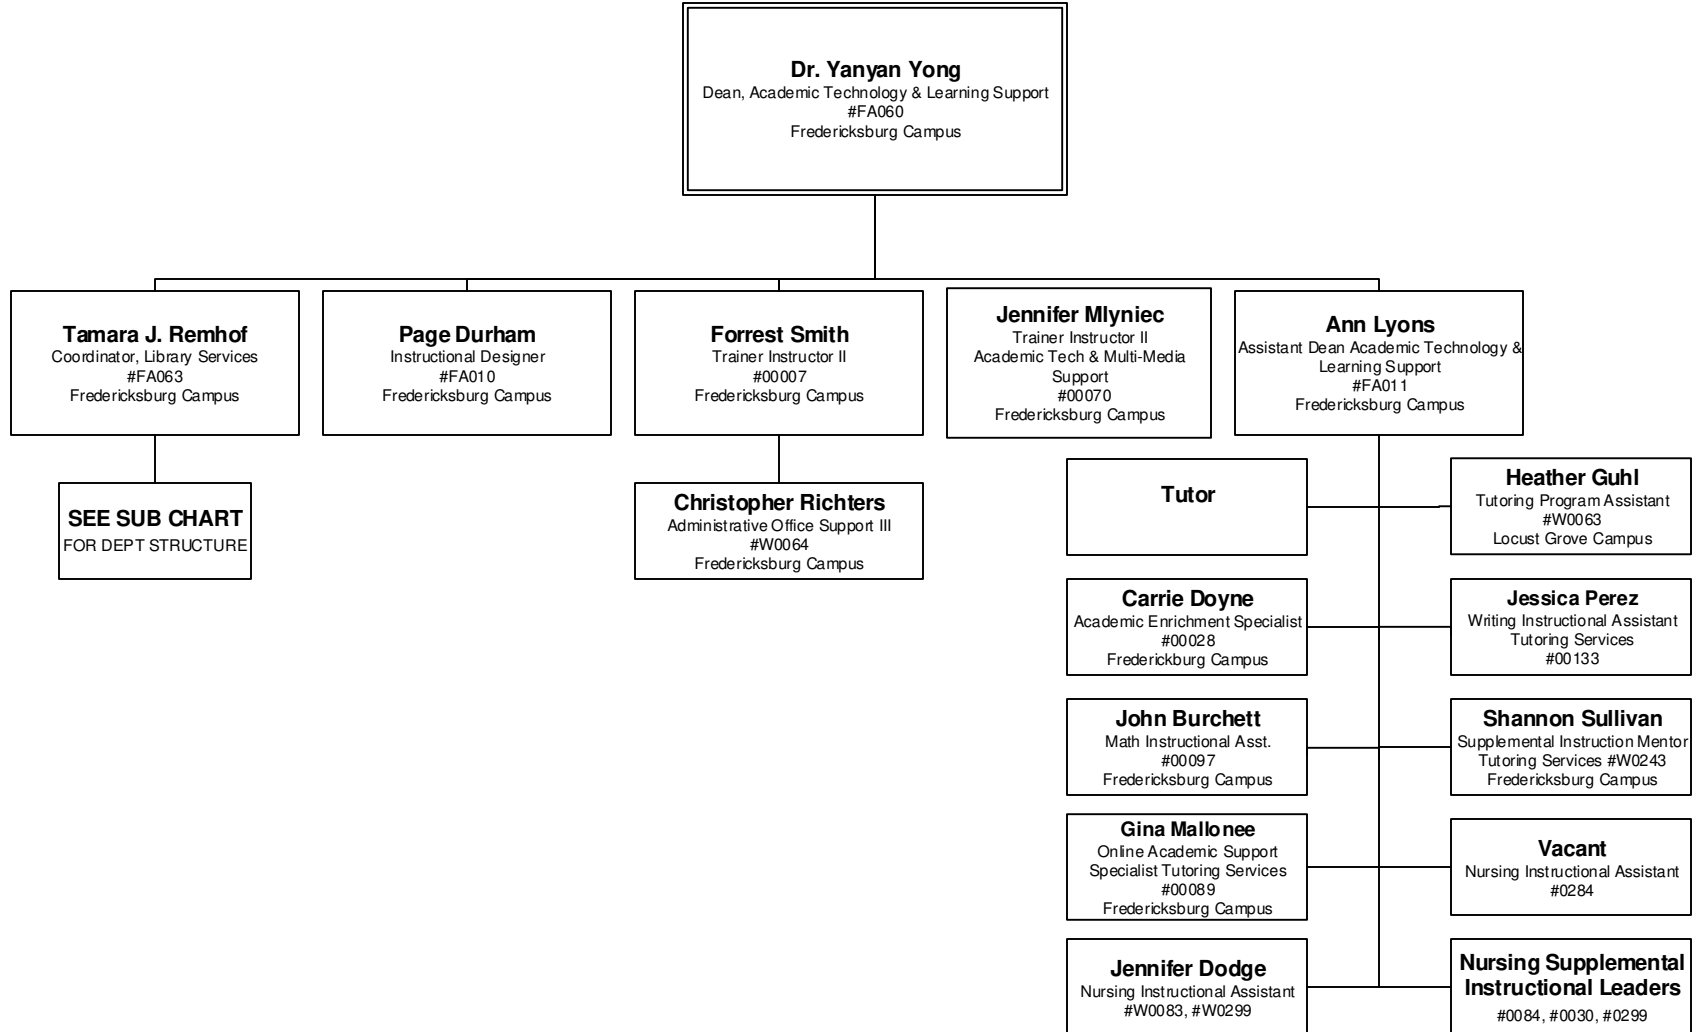 Dr. Yanyan Yong
Dean, Academic Technology & Learning Support
#FA060
Fredericksburg Campus
Tamara J. Remhof
Coordinator, Library Services
#FA063
Fredericksburg Campus
Page Durham
Instructional Designer
#FA010
Fredericksburg Campus
Forrest Smith
Trainer Instructor II
#00007
Fredericksburg Campus
Jennifer Mlyniec
Trainer Instructor II
Academic Tech & Multi-Media
Support
#00070
Fredericksburg Campus
Ann Lyons
Assistant Dean Academic Technology &
Learning Support
#FA011
Fredericksburg Campus
SEE SUB CHART
FOR DEPT STRUCTURE
Christopher Richters
Administrative Office Support III
#W0064
Fredericksburg Campus
Tutor
Heather Guhl
Tutoring Program Assistant
#W0063
Locust Grove Campus
Carrie Doyne
Academic Enrichment Specialist
#00028
Frederickburg Campus
Jessica Perez
Writing Instructional Assistant
Tutoring Services
#00133
John Burchett
Math Instructional Asst.
#00097
Fredericksburg Campus
Shannon Sullivan
Supplemental Instruction Mentor
Tutoring Services #W0243
Fredericksburg Campus
Gina Mallonee
Online Academic Support
Specialist Tutoring Services
#00089
Fredericksburg Campus
Vacant
Nursing Instructional Assistant
#0284
Jennifer Dodge
Nursing Instructional Assistant
#W0083, #W0299
Nursing Supplemental
Instructional Leaders
#0084, #0030, #0299